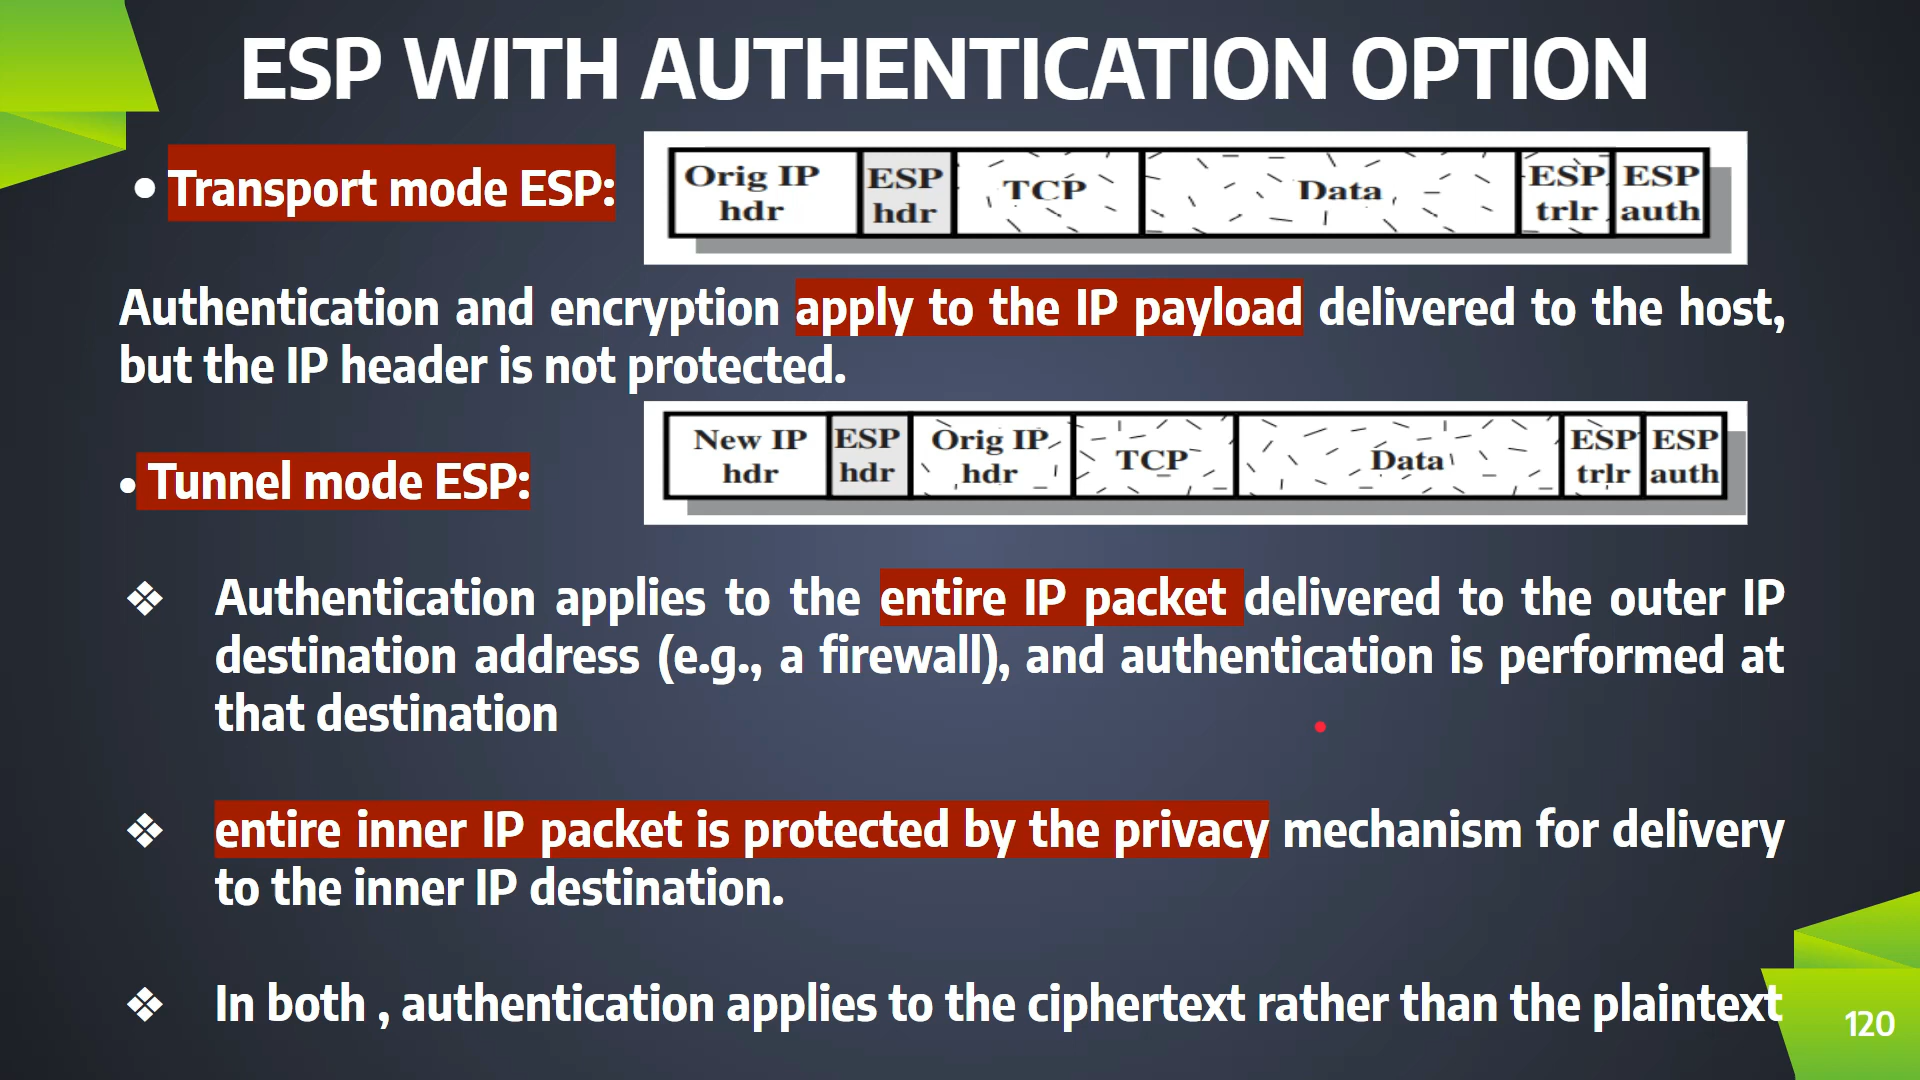 ESP WITH AUTHENTICATION OPTION
• Transport mode ESP:
Orig IP hdr ESP hdr TCP Data ESP trlr ESP auth
Authentication and encryption apply to the IP payload delivered to the host,
but the IP header is not protected.
New IP hdr ESP hdr Orig IP hdr TCP Data ESP trlr ESP auth
• Tunnel mode ESP:
❖ Authentication applies to the entire IP packet delivered to the outer IP
destination address (e.g., a firewall), and authentication is performed at
that destination
❖ entire inner IP packet is protected by the privacy mechanism for delivery
to the inner IP destination.
❖ In both , authentication applies to the ciphertext rather than the plaintext
120